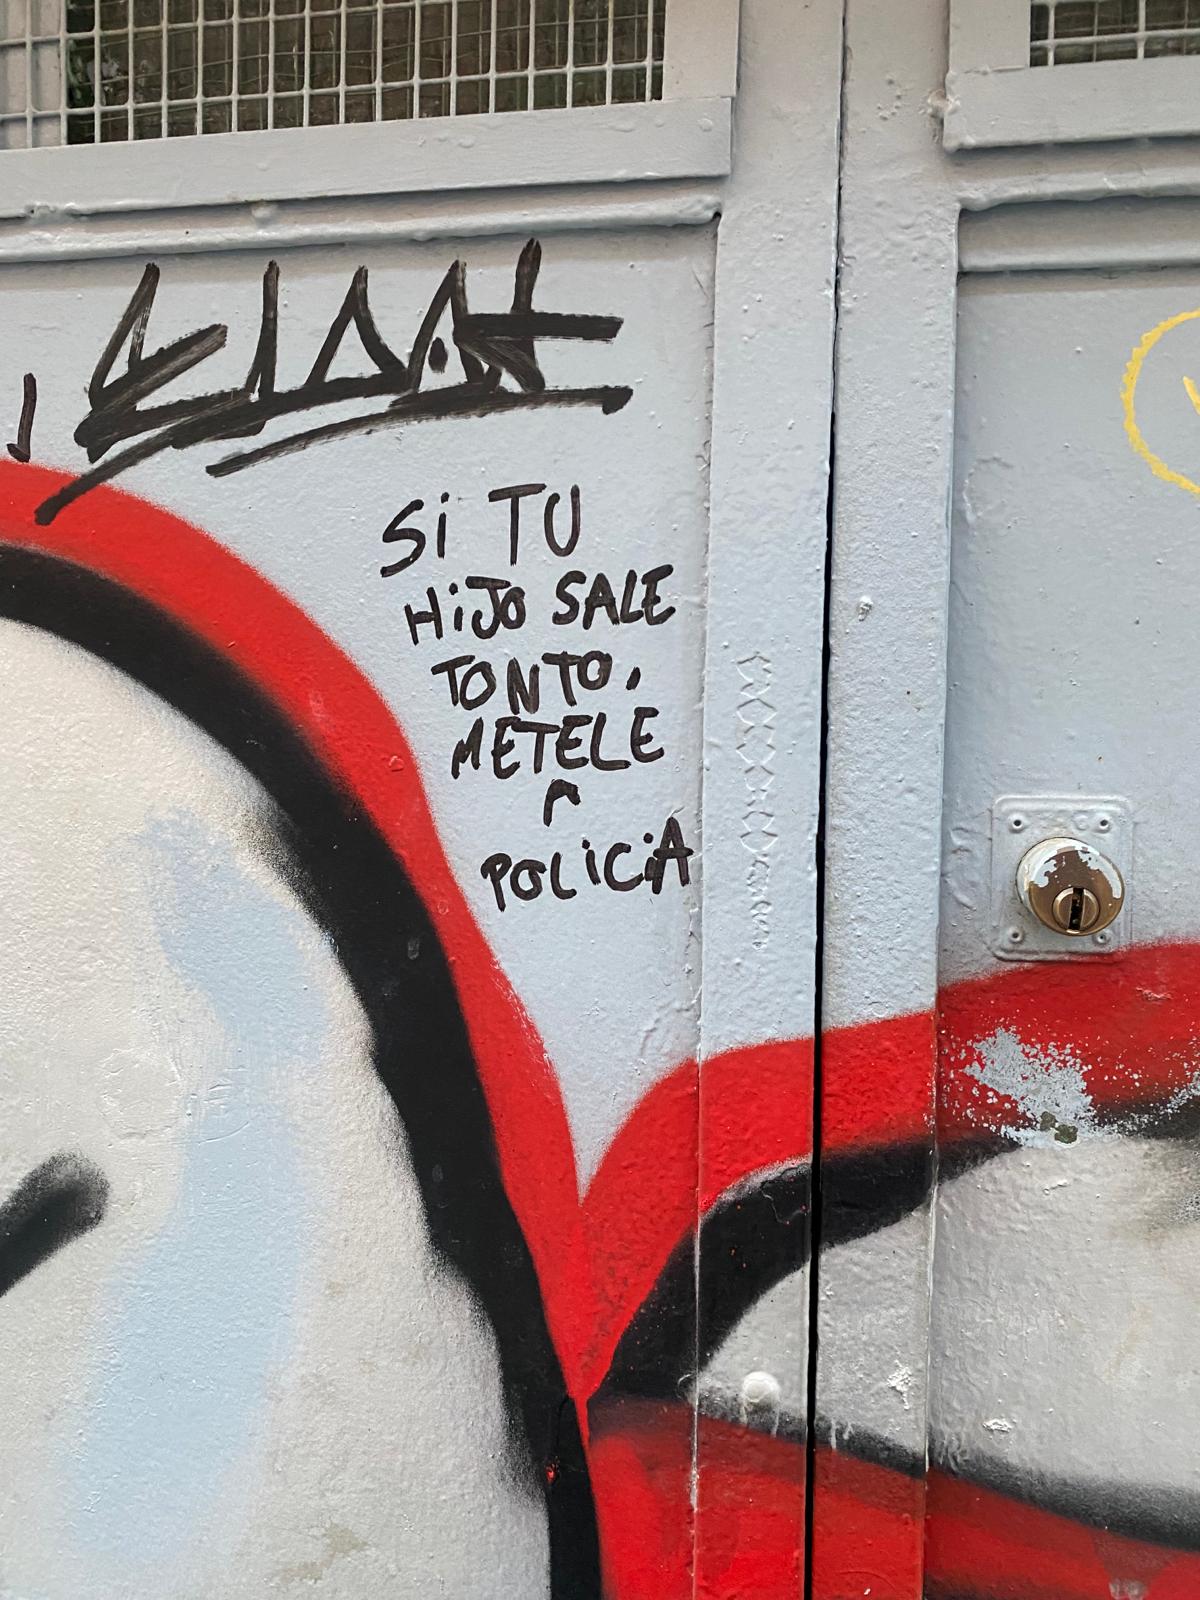 Si TU
HiJO SALE
TONTO,
METELE
A
POLiCiA